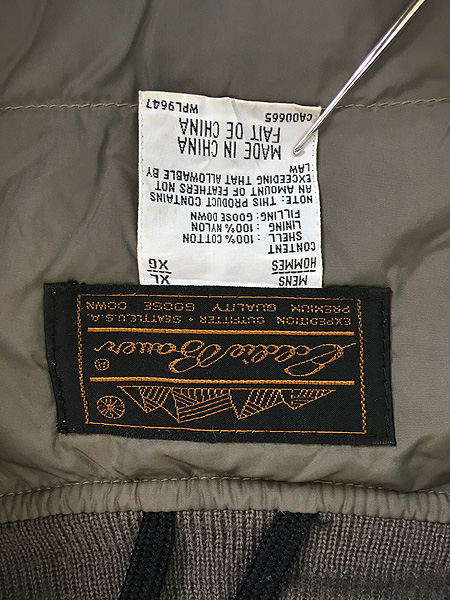 Eddie Bauer®
EXPEDITION OUTFITTER • SEATTLE U.S.A.
PREMIUM QUALITY GOOSE DOWN
MENS XL
HOMMES XG
CONTENT
SHELL : 100% COTTON
LINING : 100% NYLON
FILLING: GOOSE DOWN
NOTE: THIS PRODUCT CONTAINS
AN AMOUNT OF FEATHERS NOT
EXCEEDING THAT ALLOWABLE BY
LAW
MADE IN CHINA
FAIT DE CHINA
CA00665 WPL9647